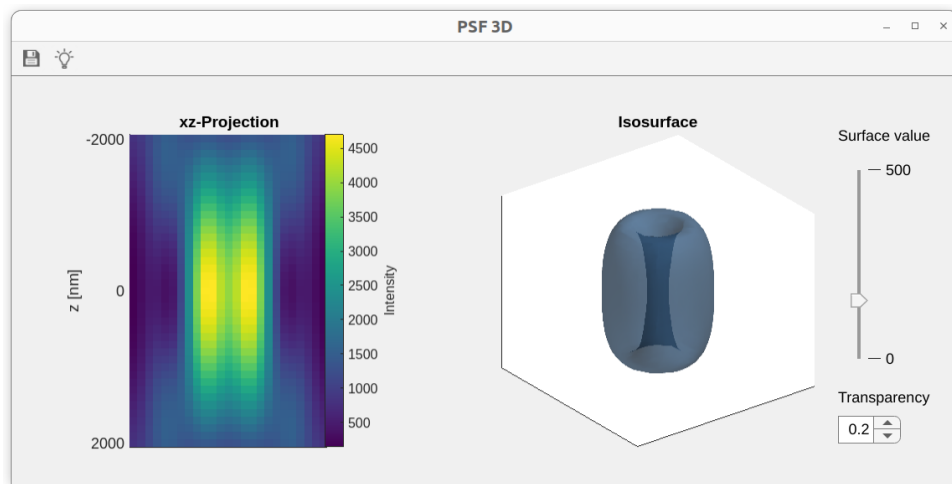 PSF 3D
xz-Projection
-2000
0
2000
z [nm]
4500
4000
3500
3000
2500
2000
1500
1000
500
Intensity
Isosurface
Surface value
500
0
Transparency
0.2